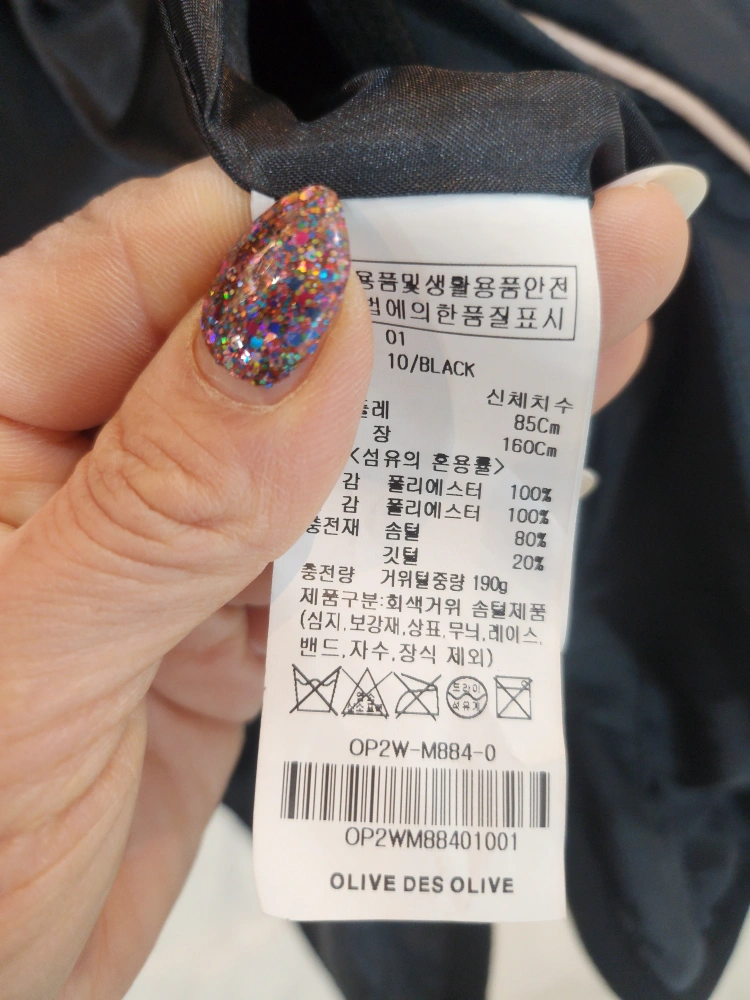 용품및생활용품안전
법에의한품질표시
01
10/BLACK
신체치수
레 85Cm
장 160Cm
<섬유의 혼용률>
감 폴리에스터 100%
감 폴리에스터 100%
충전재 솜털 80%
깃털 20%
충전량 거위털중량 190g
제품구분:회색거위 솜털제품
(심지,보강재,상표,무늬,레이스,
밴드,자수,장식 제외)
드라이
석유계
OP2W-M884-0
OP2WM88401001
OLIVE DES OLIVE